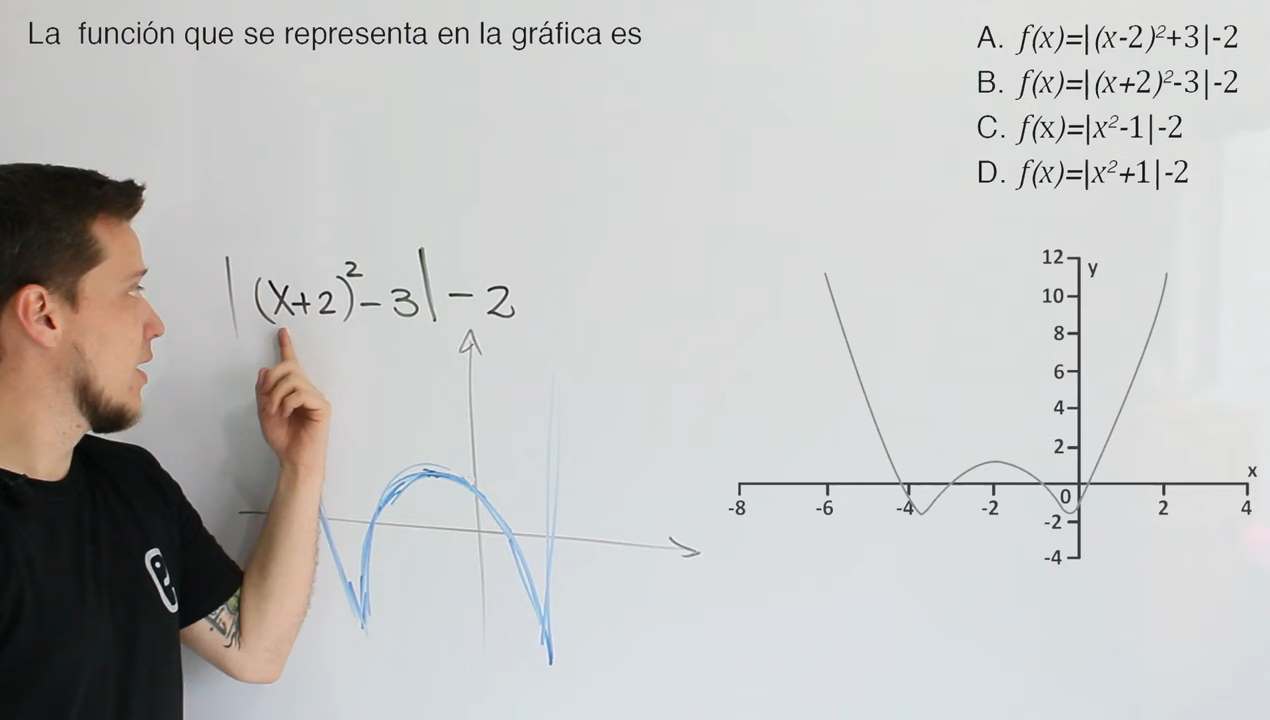 La función que se representa en la gráfica es
A. f(x)=|(x-2)²+3|-2
B. f(x)=|(x+2)²-3|-2
C. f(x)=|x²-1|-2
D. f(x)=|x²+1|-2
|(x+2)²-3|-2
12 y
10
8
6
4
2
x
-8 -6 -4 -2 0 2 4
-2
-4